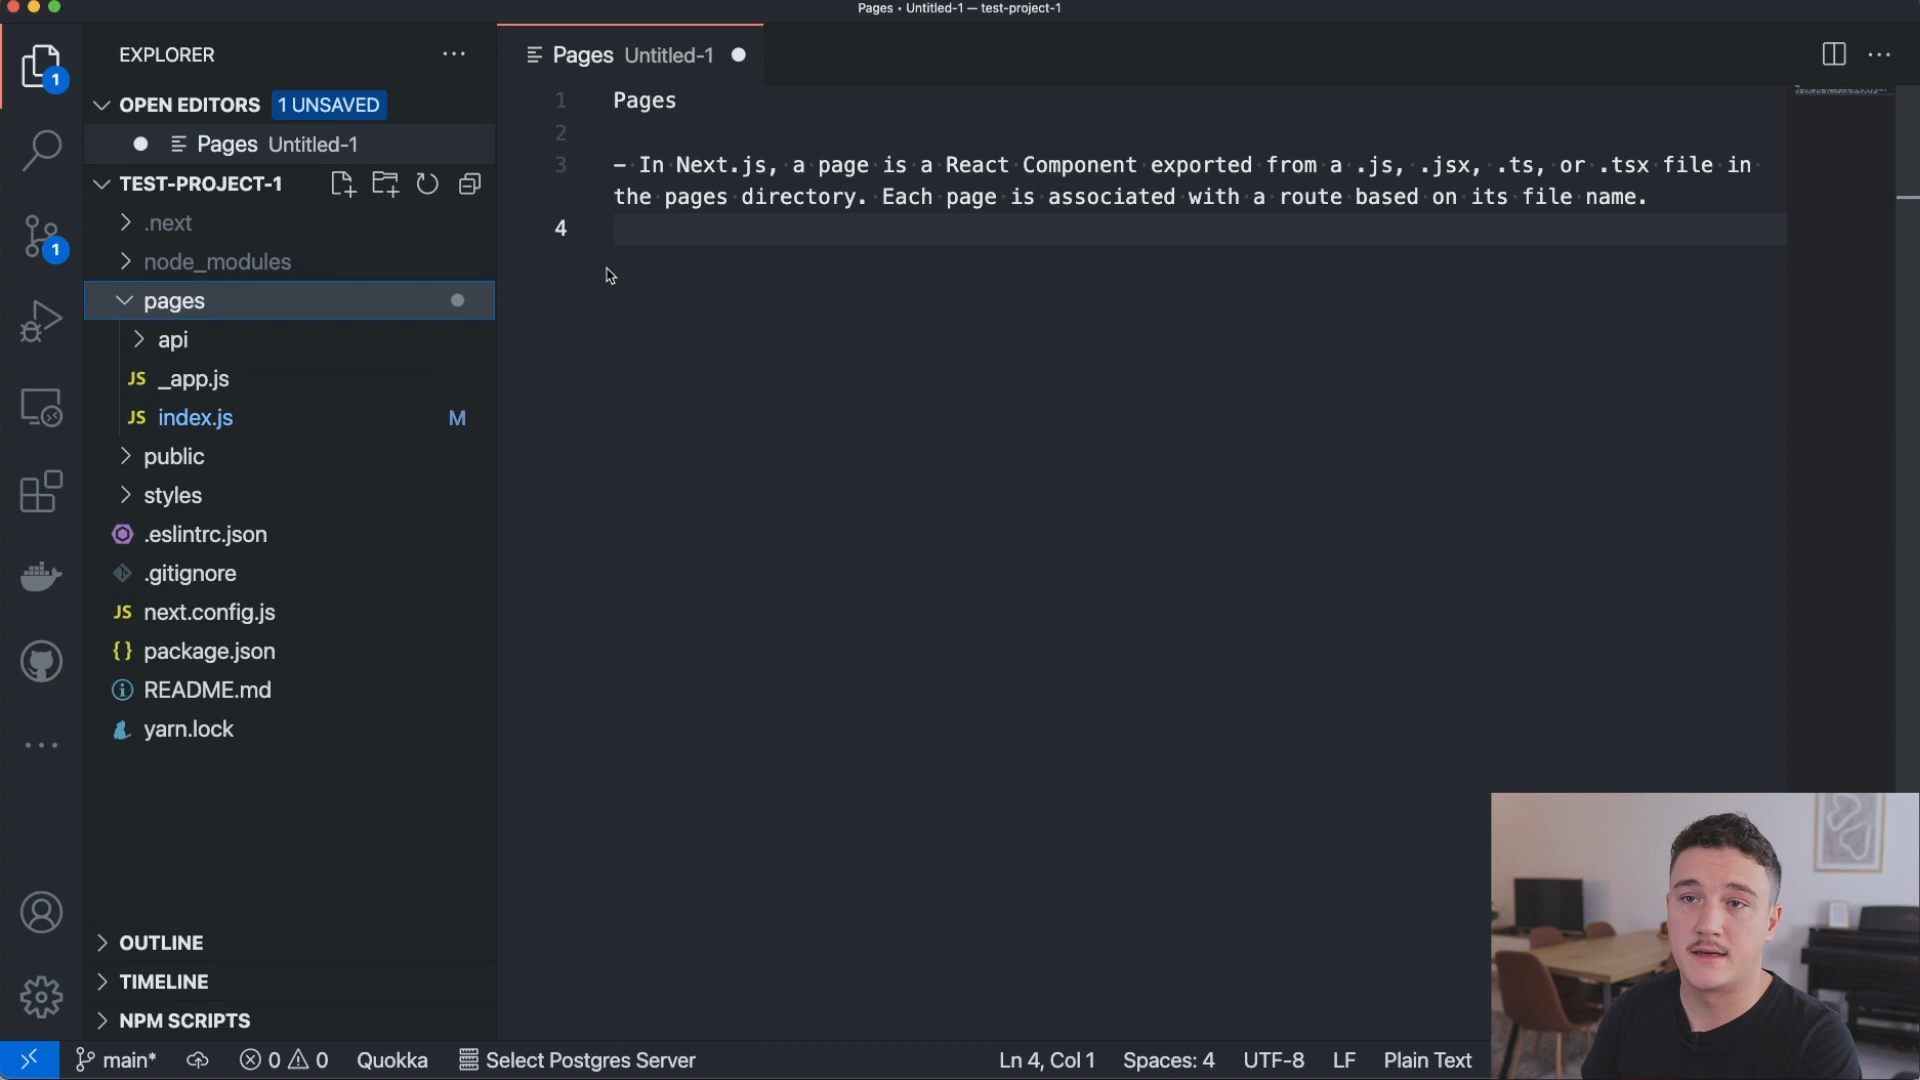 Pages • Untitled-1 — test-project-1
EXPLORER
Pages Untitled-1
1
OPEN EDITORS 1 UNSAVED
Pages Untitled-1
TEST-PROJECT-1
.next
node_modules
pages
api
JS _app.js
JS index.js M
public
styles
.eslintrc.json
.gitignore
JS next.config.js
{} package.json
README.md
yarn.lock
1
OUTLINE
TIMELINE
NPM SCRIPTS
1 Pages
2
3 – In Next.js, a page is a React Component exported from a .js, .jsx, .ts, or .tsx file in
the pages directory. Each page is associated with a route based on its file name.
4
main* 0 0 Quokka Select Postgres Server Ln 4, Col 1 Spaces: 4 UTF-8 LF Plain Text